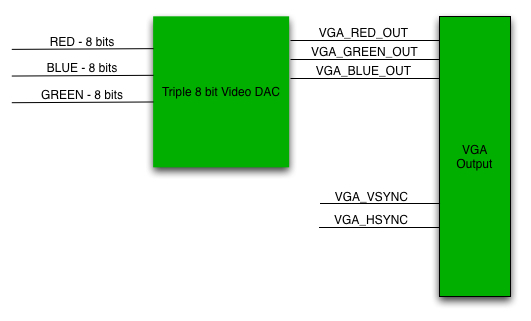 RED - 8 bits
BLUE - 8 bits
GREEN - 8 bits
Triple 8 bit Video DAC
VGA_RED_OUT
VGA_GREEN_OUT
VGA_BLUE_OUT
VGA_VSYNC
VGA_HSYNC
VGA
Output